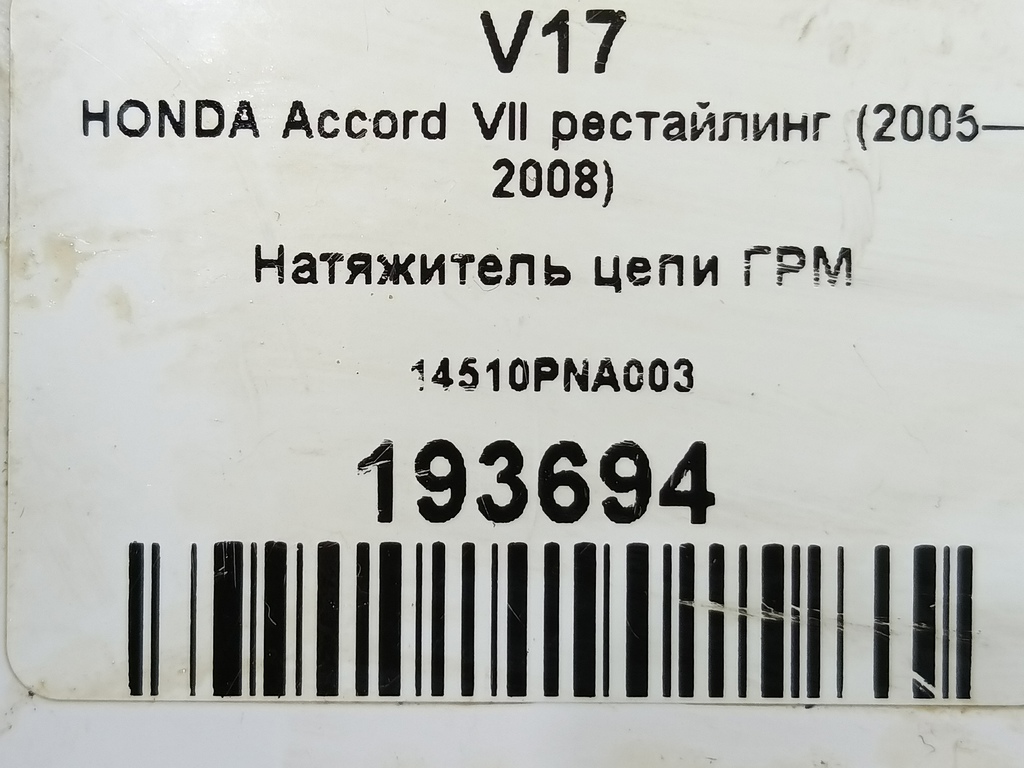 V17
HONDA Accord VII рестайлинг (2005—
2008)
Натяжитель цепи ГРМ
14510PNA003
193694